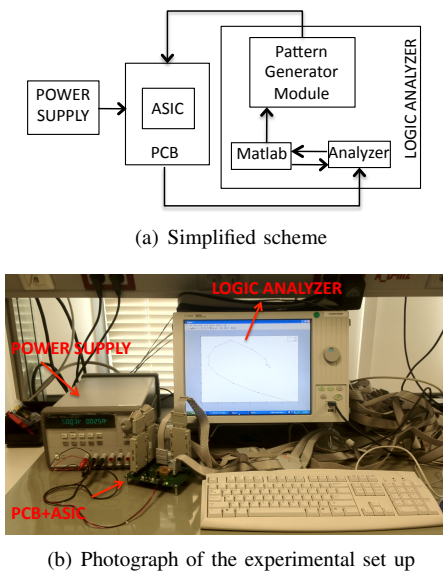 Pattern
Generator
Module
LOGIC ANALYZER
POWER
SUPPLY
ASIC
PCB
Matlab
Analyzer
(a) Simplified scheme
LOGIC ANALYZER
POWER SUPPLY
PCB+ASIC
(b) Photograph of the experimental set up